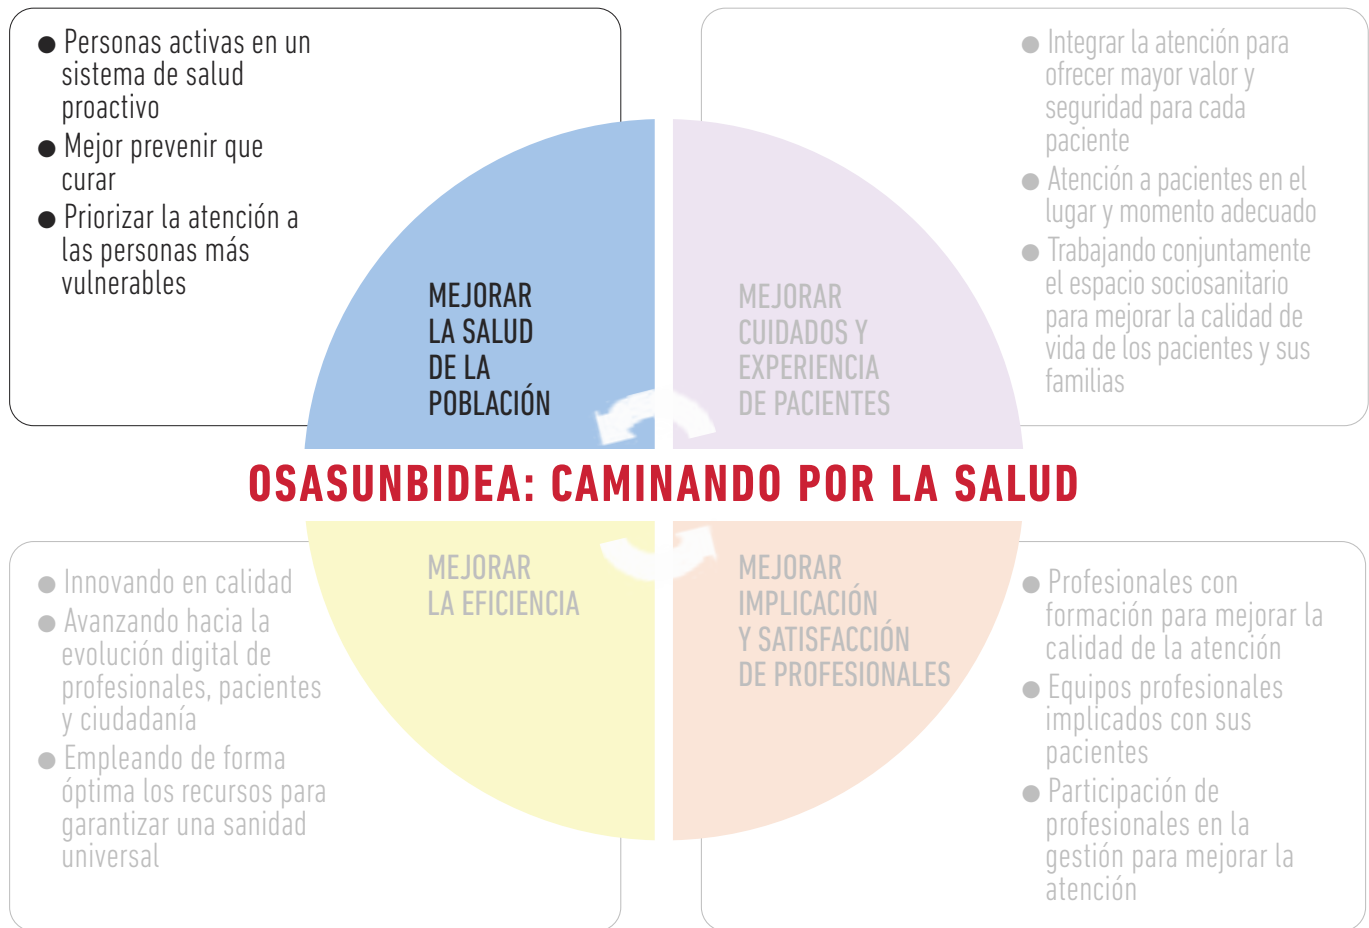 ● Personas activas en un
sistema de salud
proactivo
● Mejor prevenir que
curar
● Priorizar la atención a
las personas más
vulnerables
MEJORAR
LA SALUD
DE LA
POBLACIÓN
● Integrar la atención para
ofrecer mayor valor y
seguridad para cada
paciente
● Atención a pacientes en el
lugar y momento adecuado
● Trabajando conjuntamente
el espacio sociosanitario
para mejorar la calidad de
vida de los pacientes y sus
familias
MEJORAR
CUIDADOS Y
EXPERIENCIA
DE PACIENTES
OSASUNBIDEA: CAMINANDO POR LA SALUD
● Innovando en calidad
● Avanzando hacia la
evolución digital de
profesionales, pacientes
y ciudadanía
● Empleando de forma
óptima los recursos para
garantizar una sanidad
universal
MEJORAR
LA EFICIENCIA
MEJORAR
IMPLICACIÓN
Y SATISFACCIÓN
DE PROFESIONALES
● Profesionales con
formación para mejorar la
calidad de la atención
● Equipos profesionales
implicados con sus
pacientes
● Participación de
profesionales en la
gestión para mejorar la
atención